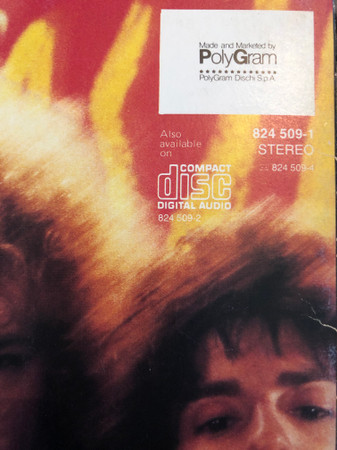 Made and Marketed by
PolyGram
PolyGram Dischi S.p.A.
Also
available
on
824 509-1
STEREO
824 509-4
COMPACT
disc
DIGITAL AUDIO
824 509-2